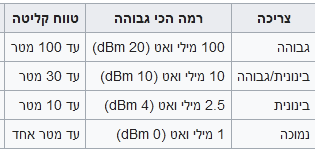 צריכה רמה הכי גבוהה טווח קליטה
גבוהה 100 מילי ואט (20 dBm) עד 100 מטר
בינונית/גבוהה 10 מילי ואט (10 dBm) עד 30 מטר
בינונית 2.5 מילי ואט (4 dBm) עד 10 מטר
נמוכה 1 מילי ואט (0 dBm) עד מטר אחד